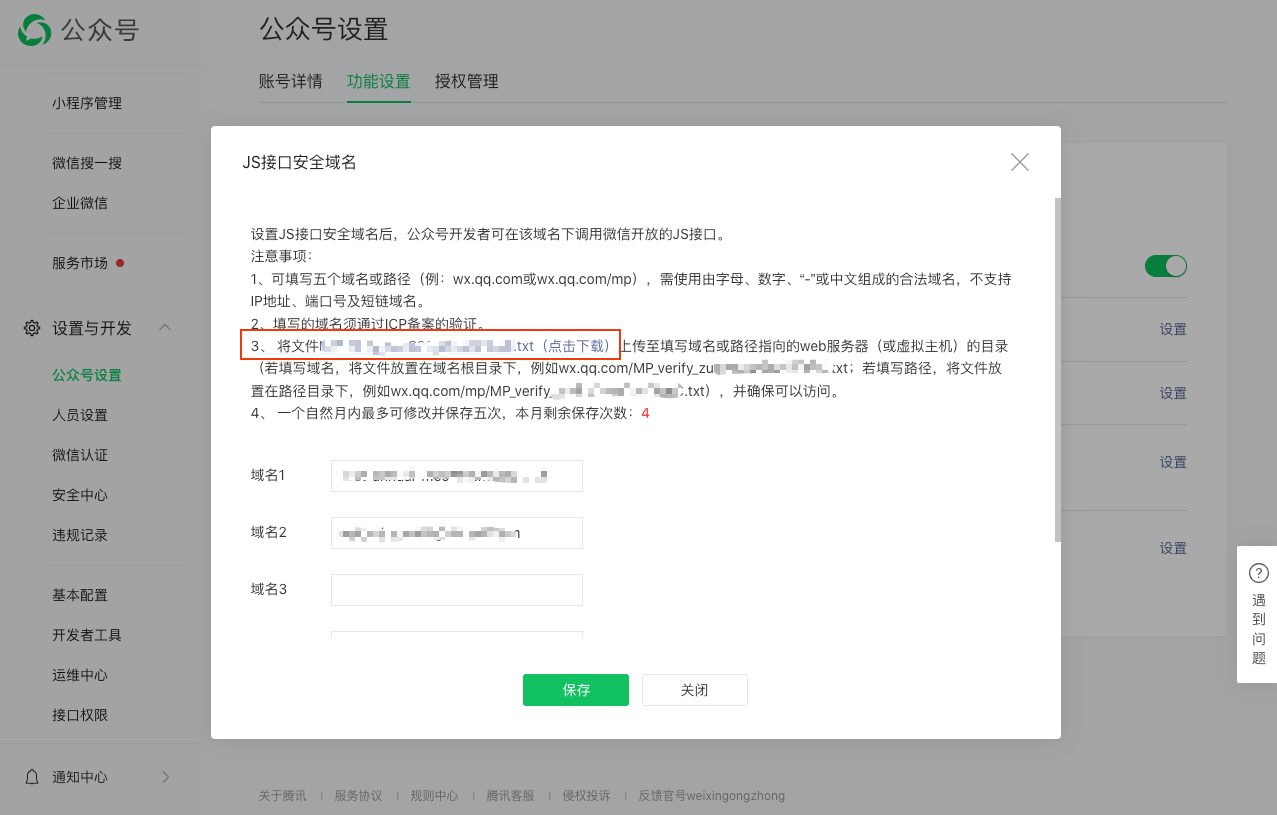 公众号
公众号设置
账号详情 功能设置 授权管理
小程序管理
微信搜一搜
企业微信
服务市场
设置与开发
公众号设置
人员设置
微信认证
安全中心
违规记录
基本配置
开发者工具
运维中心
接口权限
通知中心
JS接口安全域名
设置JS接口安全域名后，公众号开发者可在该域名下调用微信开放的JS接口。
注意事项：
1、可填写五个域名或路径（例：wx.qq.com或wx.qq.com/mp），需使用由字母、数字、“-”或中文组成的合法域名，不支持
IP地址、端口号及短链域名。
2、填写的域名须通过ICP备案的验证。
3、 将文件 .txt（点击下载）上传至填写域名或路径指向的web服务器（或虚拟主机）的目录
（若填写域名，将文件放置在域名根目录下，例如wx.qq.com/MP_verify_zu .txt；若填写路径，将文件放
置在路径目录下，例如wx.qq.com/mp/MP_verify_ .txt），并确保可以访问。
4、 一个自然月内最多可修改并保存五次，本月剩余保存次数：4
域名1
域名2
域名3
保存 关闭
设置
设置
设置
设置
遇
到
问
题
关于腾讯 | 服务协议 | 规则中心 | 腾讯客服 | 侵权投诉 | 反馈官号weixingongzhong